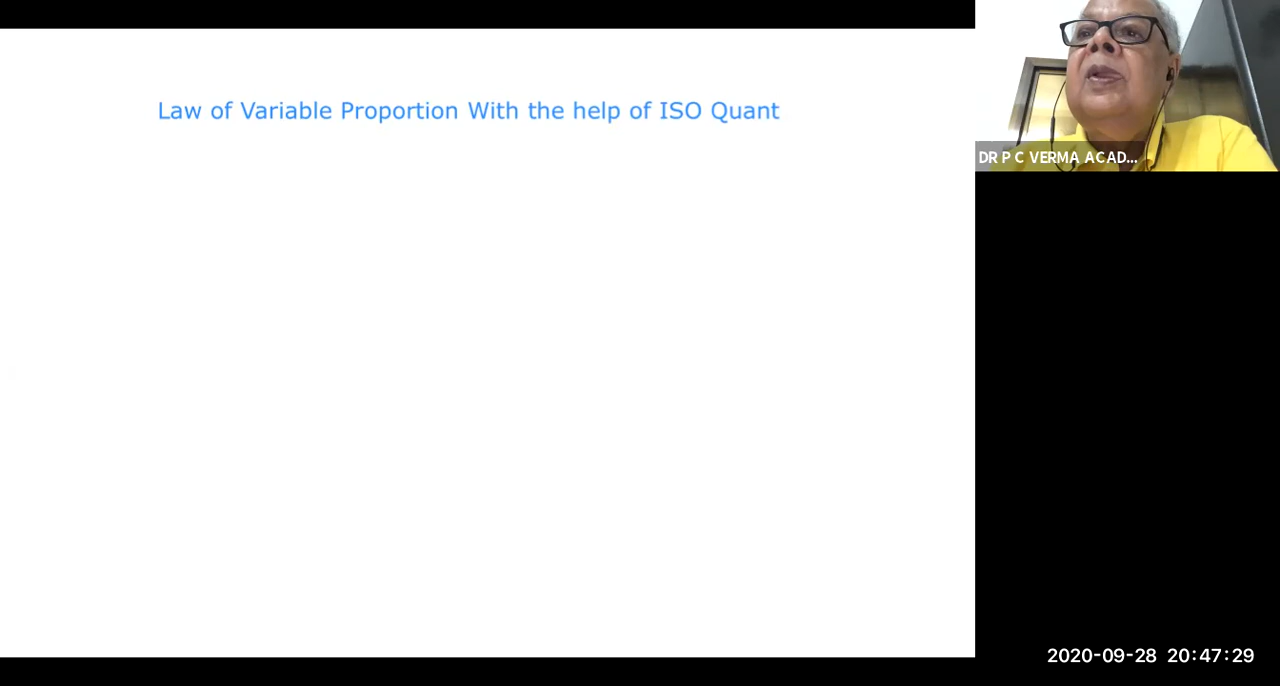 Law of Variable Proportion With the help of ISO Quant
DR P C VERMA ACAD...
2020-09-28 20:47:29